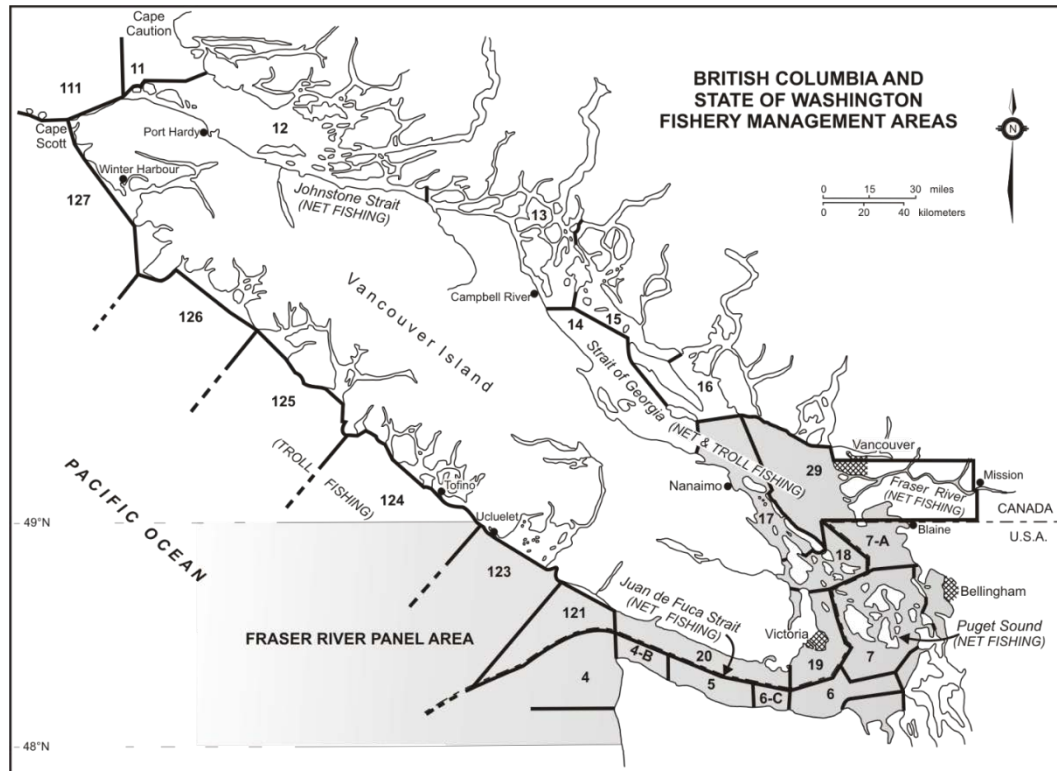 Cape
Caution
111
11
BRITISH COLUMBIA AND
STATE OF WASHINGTON
FISHERY MANAGEMENT AREAS
N
Cape
Scott
Port Hardy
12
Winter Harbour
127
Johnstone Strait
(NET FISHING)
0 15 30 miles
0 20 40 kilometers
13
Campbell River
14
15
Vancouver Island
126
16
Strait of Georgia (NET & TROLL FISHING)
125
(TROLL FISHING)
124
Tofino
Ucluelet
PACIFIC OCEAN
29
Vancouver
Mission
Fraser River
(NET FISHING)
Nanaimo
17
CANADA
U.S.A.
49°N
Blaine
18
7-A
123
Juan de Fuca Strait
(NET FISHING)
Bellingham
121
Puget Sound
(NET FISHING)
FRASER RIVER PANEL AREA
Victoria
20
4-B
19
7
4
5
6-C
6
48°N